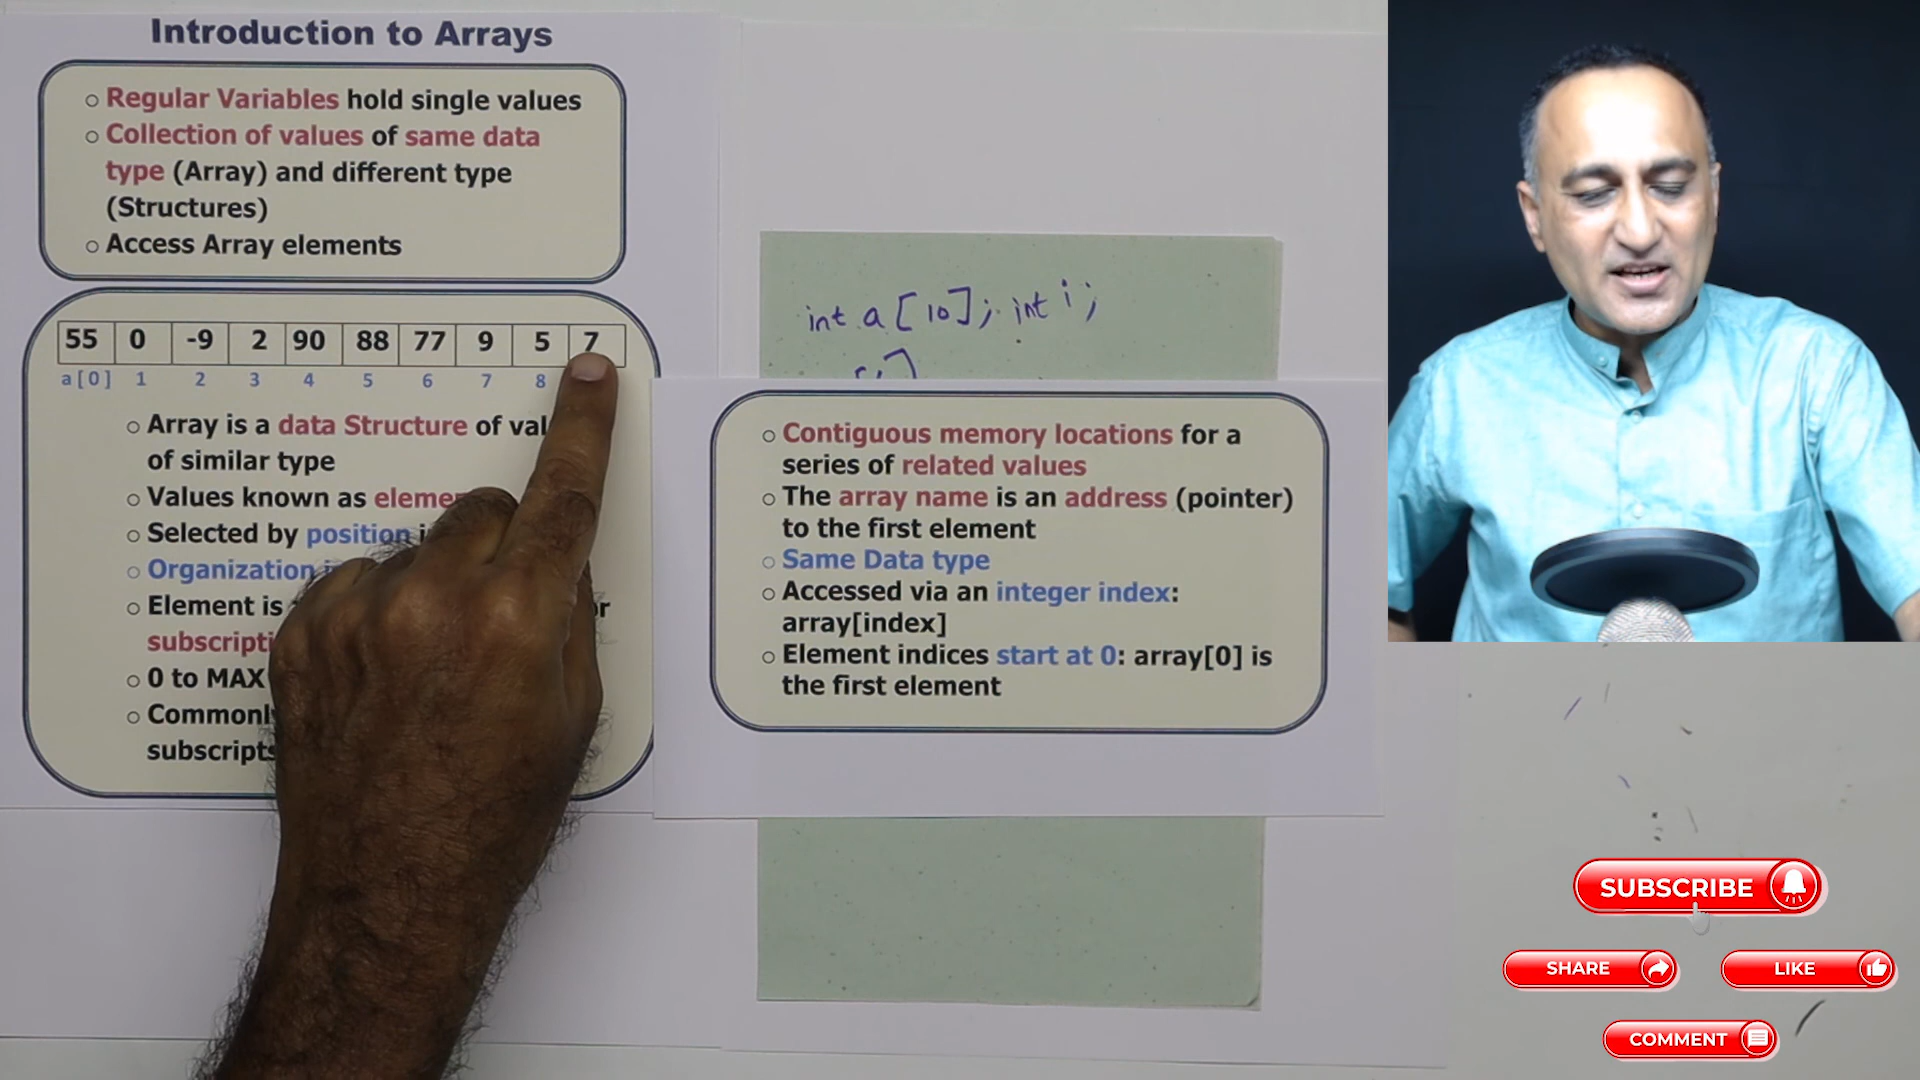 Introduction to Arrays
○ Regular Variables hold single values
○ Collection of values of same data
type (Array) and different type
(Structures)
○ Access Array elements
55 0 -9 2 90 88 77 9 5 7
a[0] 1 2 3 4 5 6 7 8
○ Array is a data Structure of
of similar type
○ Values known as
○ Selected by position
○ Organization
○ Element is
○ 0 to MAX
int a [10]; int i;
○ Contiguous memory locations for a
series of related values
○ The array name is an address (pointer)
to the first element
○ Same Data type
○ Accessed via an integer index:
array[index]
○ Element indices start at 0: array[0] is
the first element
SUBSCRIBE
SHARE
LIKE
COMMENT